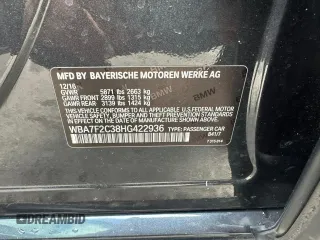 MFD BY BAYERISCHE MOTOREN WERKE AG
12/16
GVWR 5871 lbs 2663 kg
GAWR FRONT 2899 lbs 1315 kg
GAWR REAR 3139 lbs 1424 kg
THIS VEHICLE CONFORMS TO ALL APPLICABLE U.S. FEDERAL MOTOR
VEHICLE SAFETY, BUMPER, AND THEFT PREVENTION STANDARDS
IN EFFECT ON THE DATE OF MANUFACTURE SHOWN ABOVE.
WBA7F2C38HG422936 TYPE: PASSENGER CAR
BMW
BMW